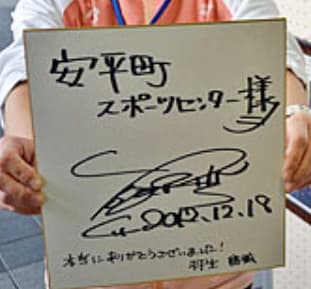 安平町
スポーツセンター様
2012.12.19
本当にありがとうございました!
羽生 結弦